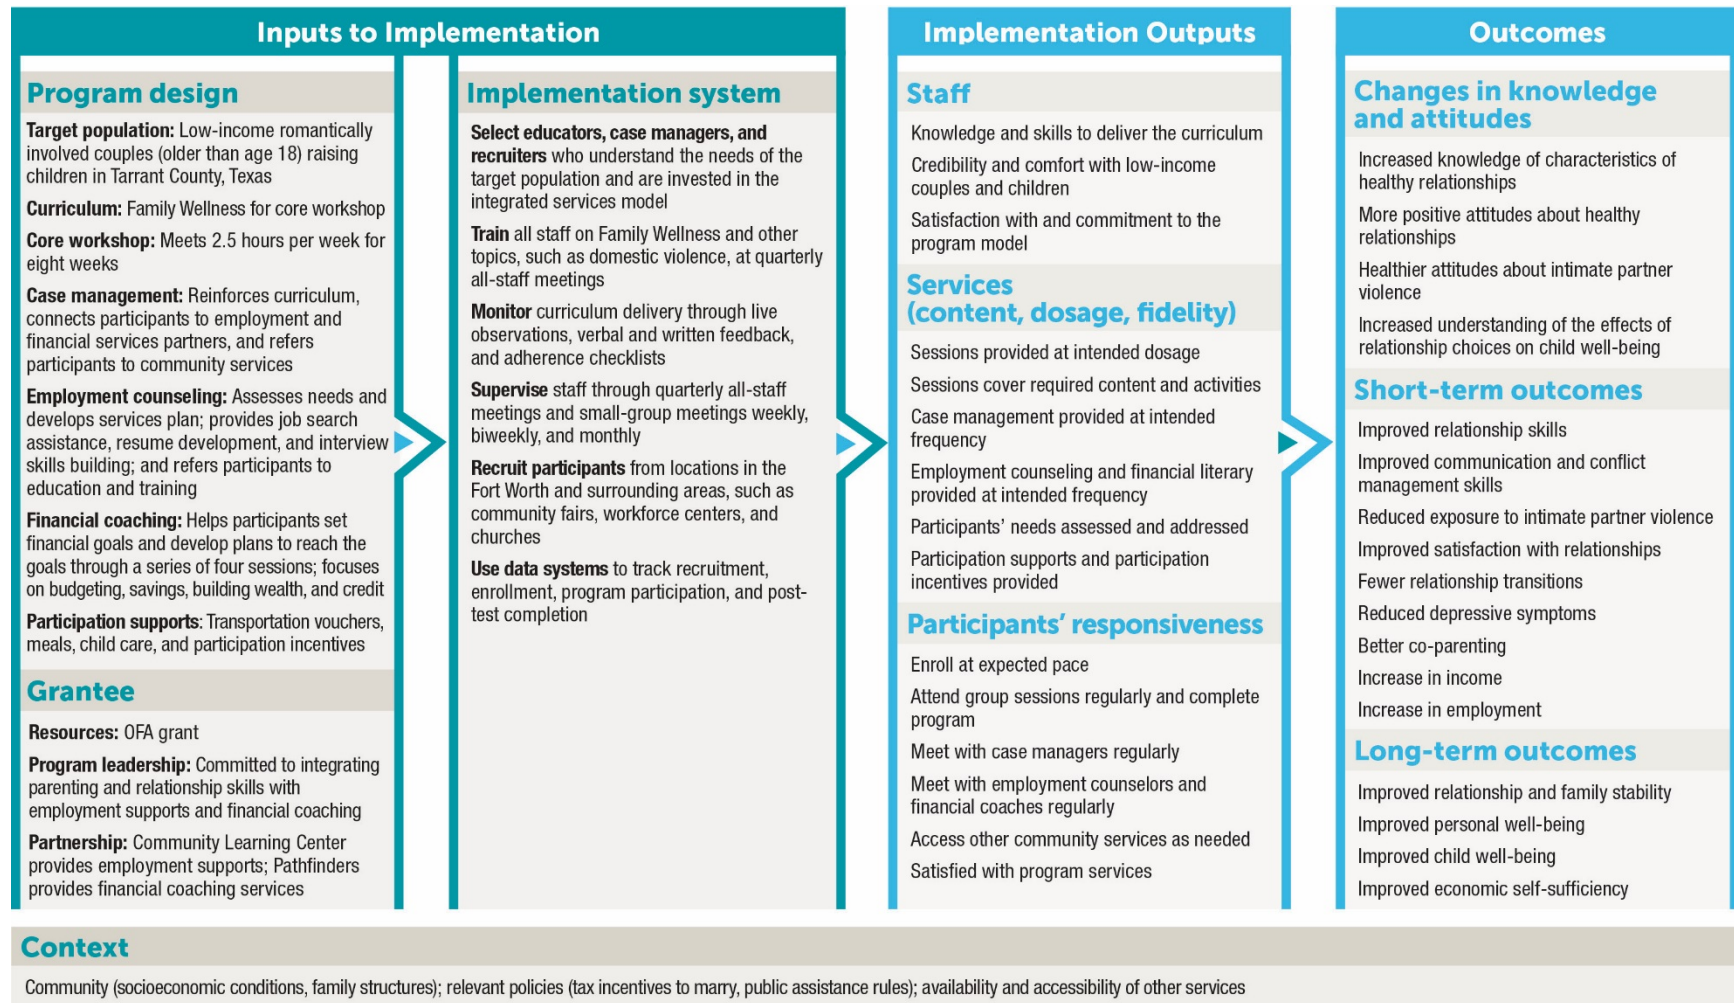 Inputs to Implementation
Program design
Target population: Low-income romantically
involved couples (older than age 18) raising
children in Tarrant County, Texas
Curriculum: Family Wellness for core workshop
Core workshop: Meets 2.5 hours per week for
eight weeks
Case management: Reinforces curriculum,
connects participants to employment and
financial services partners, and refers
participants to community services
Employment counseling: Assesses needs and
develops services plan; provides job search
assistance, resume development, and interview
skills building; and refers participants to
education and training
Financial coaching: Helps participants set
financial goals and develop plans to reach the
goals through a series of four sessions; focuses
on budgeting, savings, building wealth, and credit
Participation supports: Transportation vouchers,
meals, child care, and participation incentives
Grantee
Resources: OFA grant
Program leadership: Committed to integrating
parenting and relationship skills with
employment supports and financial coaching
Partnership: Community Learning Center
provides employment supports; Pathfinders
provides financial coaching services
Implementation system
Select educators, case managers, and
recruiters who understand the needs of the
target population and are invested in the
integrated services model
Train all staff on Family Wellness and other
topics, such as domestic violence, at quarterly
all-staff meetings
Monitor curriculum delivery through live
observations, verbal and written feedback,
and adherence checklists
Supervise staff through quarterly all-staff
meetings and small-group meetings weekly,
biweekly, and monthly
Recruit participants from locations in the
Fort Worth and surrounding areas, such as
community fairs, workforce centers, and
churches
Use data systems to track recruitment,
enrollment, program participation, and post-
test completion
Implementation Outputs
Staff
Knowledge and skills to deliver the curriculum
Credibility and comfort with low-income
couples and children
Satisfaction with and commitment to the
program model
Services
(content, dosage, fidelity)
Sessions provided at intended dosage
Sessions cover required content and activities
Case management provided at intended
frequency
Employment counseling and financial literary
provided at intended frequency
Participants' needs assessed and addressed
Participation supports and participation
incentives provided
Participants' responsiveness
Enroll at expected pace
Attend group sessions regularly and complete
program
Meet with case managers regularly
Meet with employment counselors and
financial coaches regularly
Access other community services as needed
Satisfied with program services
Outcomes
Changes in knowledge
and attitudes
Increased knowledge of characteristics of
healthy relationships
More positive attitudes about healthy
relationships
Healthier attitudes about intimate partner
violence
Increased understanding of the effects of
relationship choices on child well-being
Short-term outcomes
Improved relationship skills
Improved communication and conflict
management skills
Reduced exposure to intimate partner violence
Improved satisfaction with relationships
Fewer relationship transitions
Reduced depressive symptoms
Better co-parenting
Increase in income
Increase in employment
Long-term outcomes
Improved relationship and family stability
Improved personal well-being
Improved child well-being
Improved economic self-sufficiency
Context
Community (socioeconomic conditions, family structures); relevant policies (tax incentives to marry, public assistance rules); availability and accessibility of other services